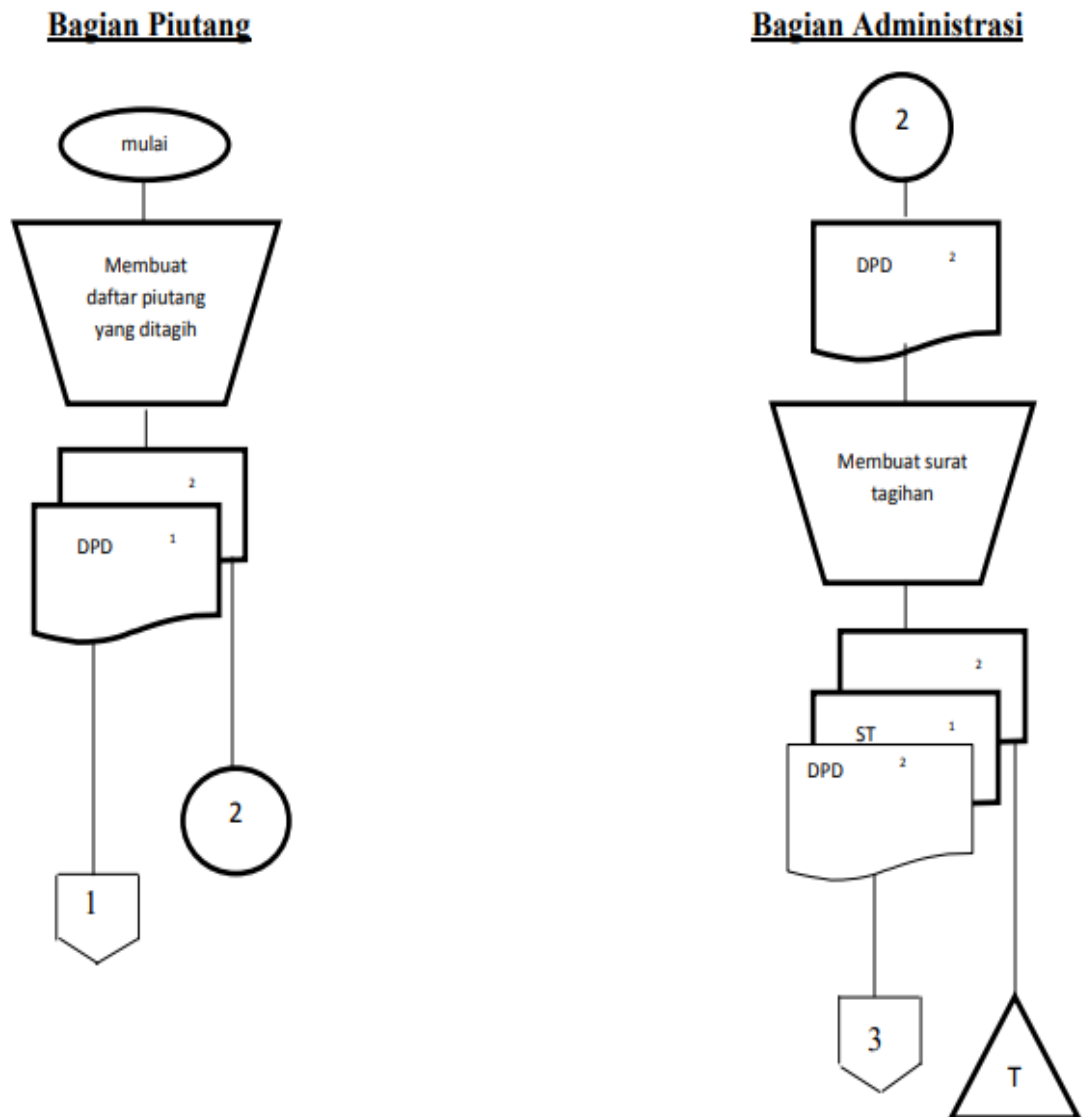 Bagian Piutang
mulai
Membuat
daftar piutang
yang ditagih
2
DPD 1
2
1
Bagian Administrasi
2
DPD 2
Membuat surat
tagihan
2
ST 1
DPD 2
3
T